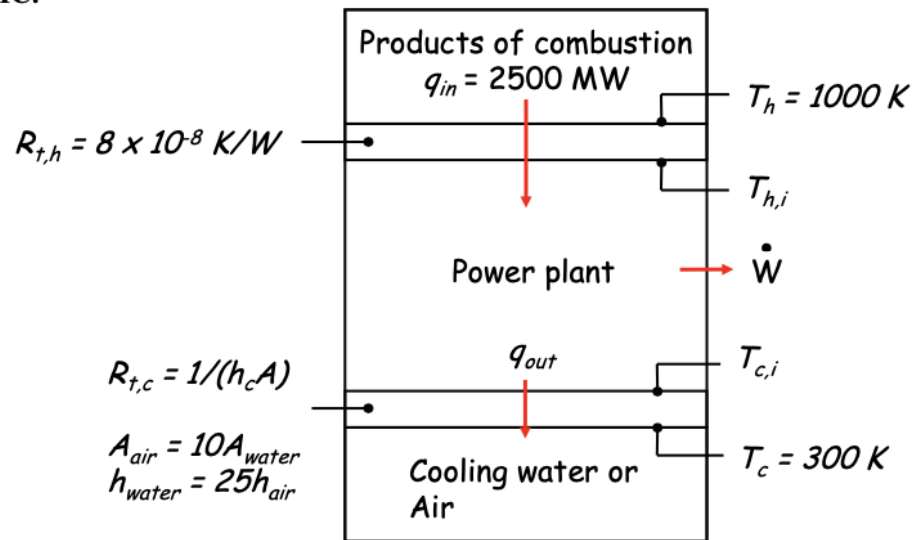 Products of combustion
q_in = 2500 MW
T_h = 1000 K
R_t,h = 8 x 10^-8 K/W
T_h,i
Power plant
Ẇ
q_out
T_c,i
R_t,c = 1/(h_cA)
A_air = 10A_water
h_water = 25h_air
T_c = 300 K
Cooling water or
Air